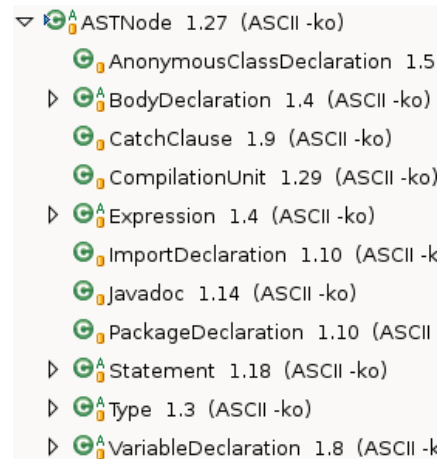 ASTNode 1.27 (ASCII -ko)
AnonymousClassDeclaration 1.5
BodyDeclaration 1.4 (ASCII -ko)
CatchClause 1.9 (ASCII -ko)
CompilationUnit 1.29 (ASCII -ko)
Expression 1.4 (ASCII -ko)
ImportDeclaration 1.10 (ASCII -k
Javadoc 1.14 (ASCII -ko)
PackageDeclaration 1.10 (ASCII
Statement 1.18 (ASCII -ko)
Type 1.3 (ASCII -ko)
VariableDeclaration 1.8 (ASCII -k